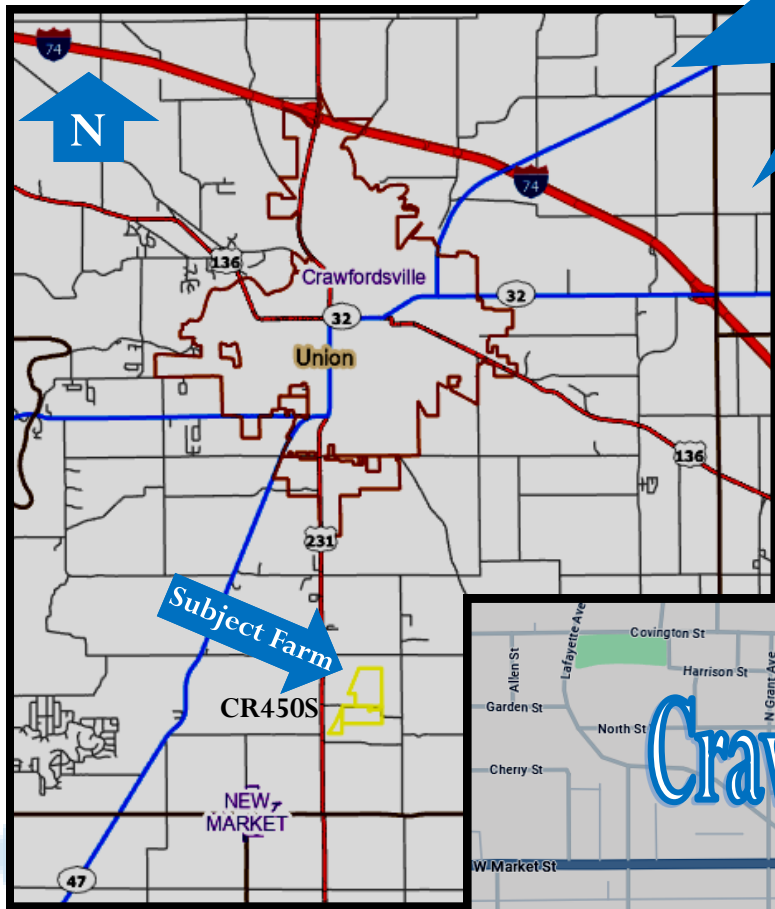 74
N
74
136
Crawfordsville
32
32
Union
136
231
Subject Farm
CR450S
NEW
MARKET
47
Covington St
Lafayette Ave
Allen St
Harrison St
N Grant Ave
Garden St
North St
Craw
Cherry St
W Market St